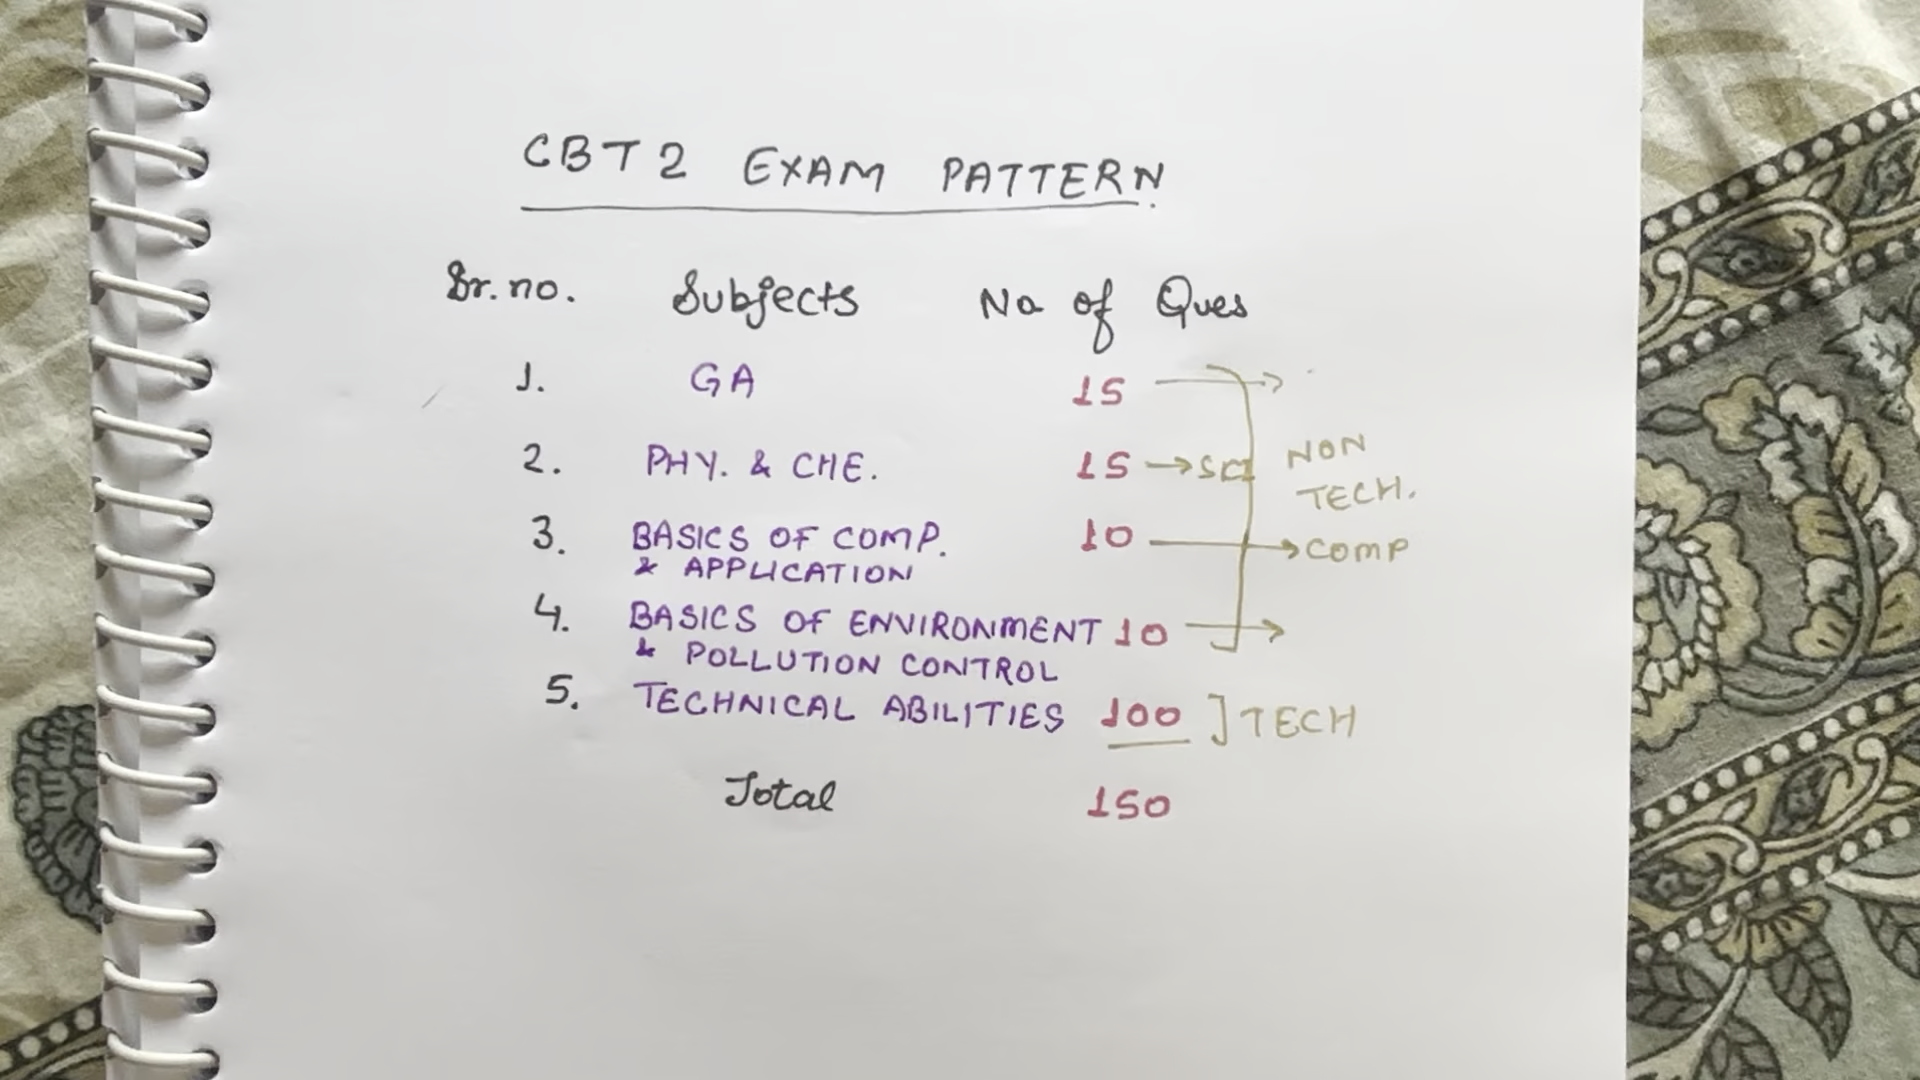 CBT 2 EXAM PATTERN.
Sr. no. Subjects No of Ques
1. GA 15 →
2. PHY. & CHE. 15 → SCI
NON
TECH.
3. BASICS OF COMP. 10 → COMP
& APPLICATION
4. BASICS OF ENVIRONMENT 10 →
& POLLUTION CONTROL
5. TECHNICAL ABILITIES 100 ] TECH
Total 150